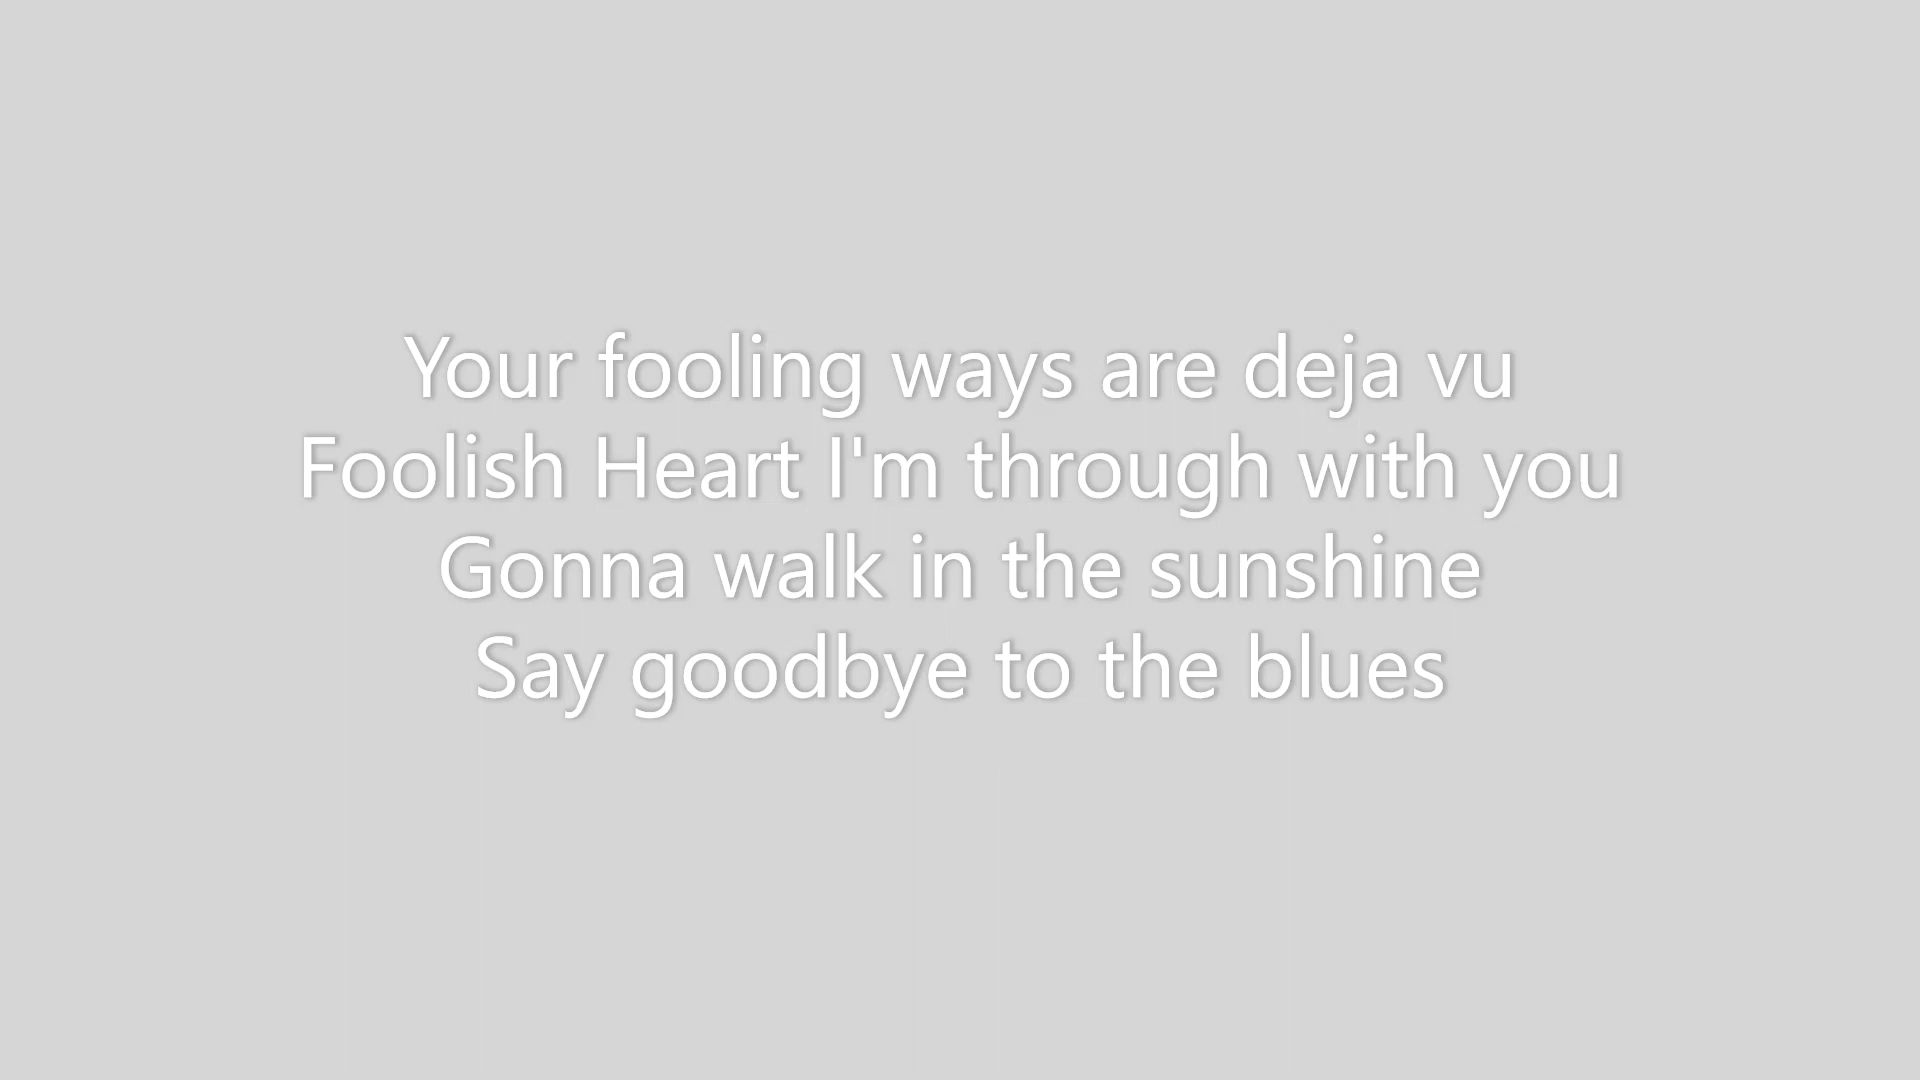 Your fooling ways are deja vu
Foolish Heart I'm through with you
Gonna walk in the sunshine
Say goodbye to the blues